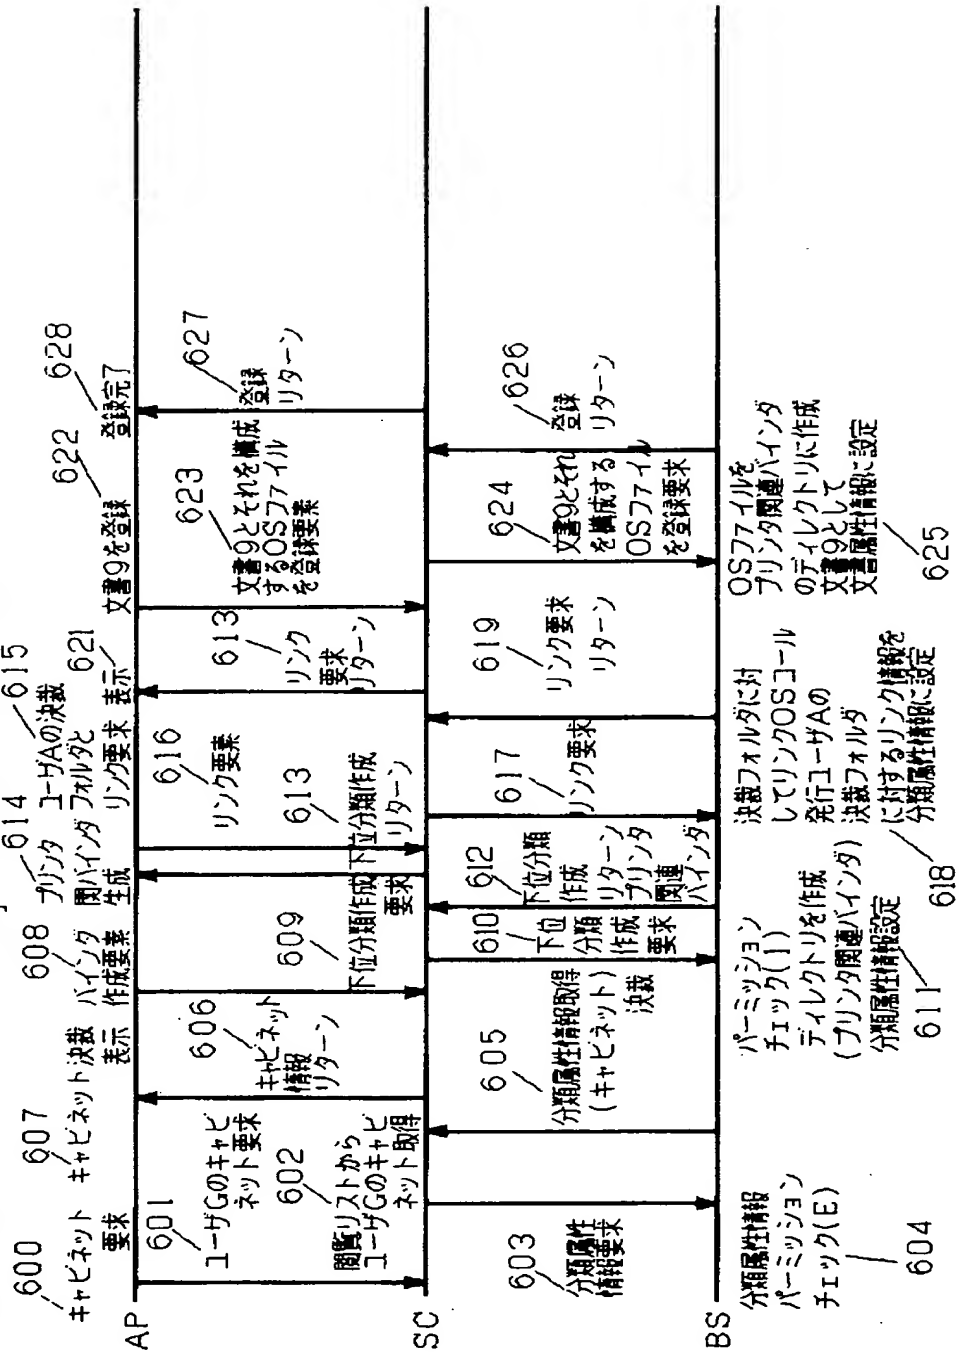 AP
SC
BS
600
キャビネット
要求
601
ユーザGのキャビ
ネット要求
602
閲覧リストから
ユーザGのキャビ
ネット取得
603
分類属性
情報要求
分類属性情報
パーミッション
チェック(E)
604
605
分類属性情報取得
(キャビネット)
決裁
606
キャビネット
情報
リターン
607
キャビネット決裁
表示
608
バイング
作成要素
609
下位分類作成
要求
610
下位
分類
作成
要求
パーミッション
チェック(I)
ディレクトリを作成
(プリンタ関連バインダ)
分類属性情報設定
611
612
下位分類
作成
リターン
プリンタ
関連
バインダ
613
下位分類作成
リターン
614
プリンタ
関バインダ
生成
615
ユーザAの決裁
フォルダと
リンク要求
616
リンク要素
617
リンク要求
決裁フォルダに対
してリンクOSコール
発行ユーザAの
決裁フォルダ
に対するリンク情報を
分類属性情報に設定
618
619
リンク要求
リターン
613
リンク
要求
リターン
621
表示
622
文書9を登録
623
文書9とそれを構成
するOSファイル
を登録要素
624
文書9とそれ
を構成する
OSファイル
を登録要求
OSファイルを
プリンタ関連バインダ
のディレクトリに作成
文書9として
文書属性情報に設定
625
626
登録
リターン
627
登録
リターン
628
登録完了